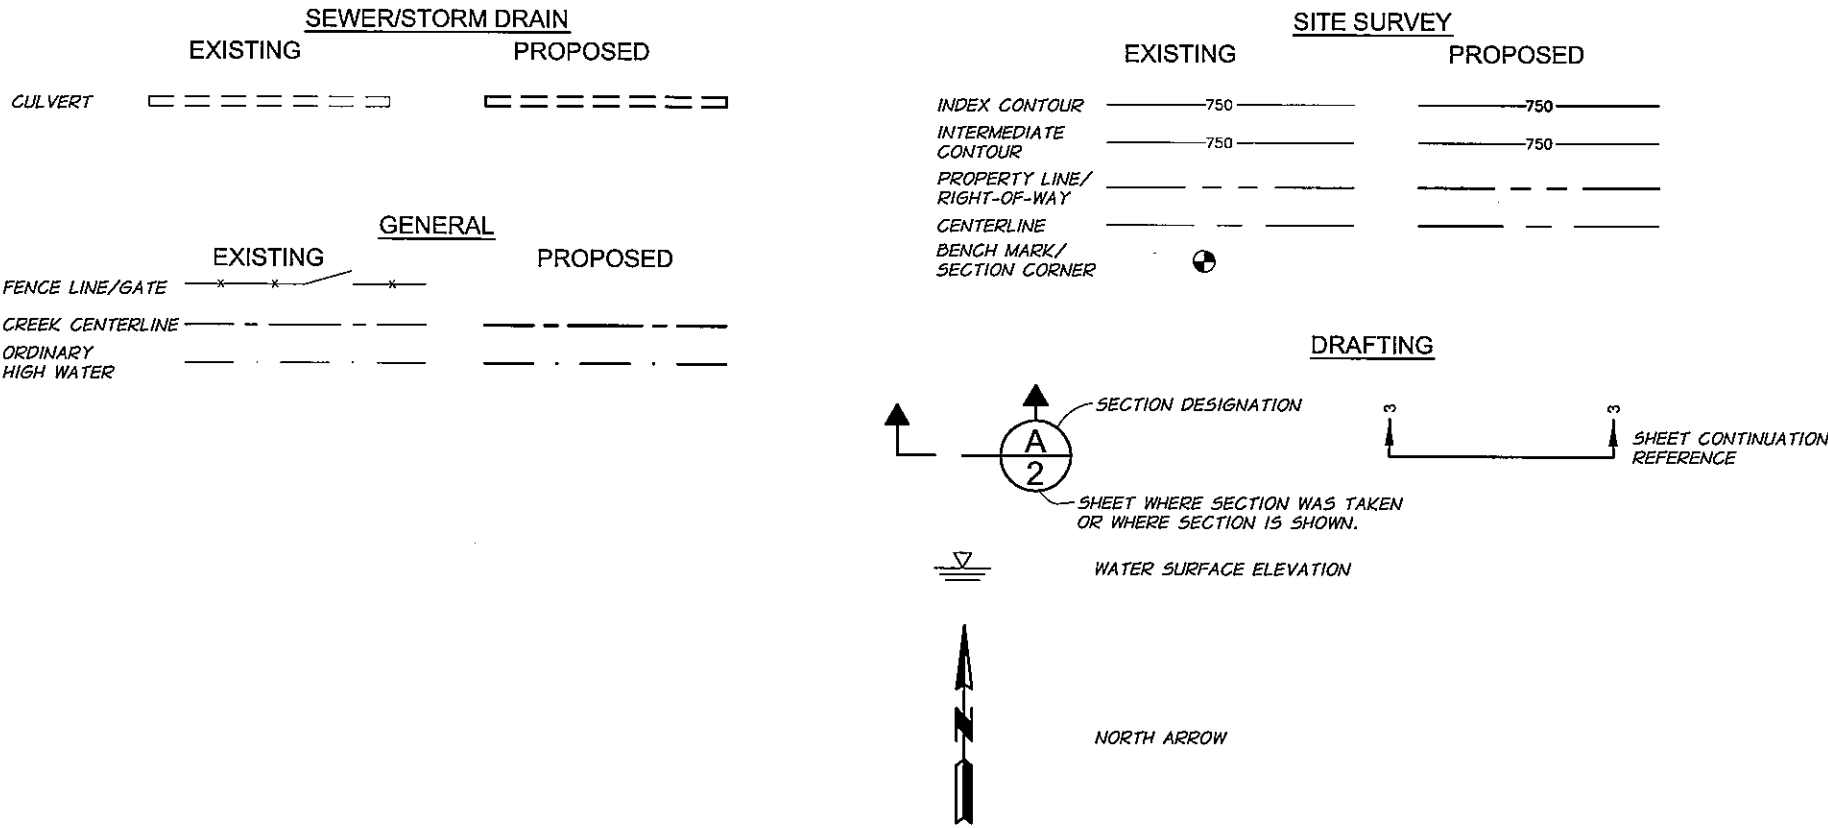 SEWER/STORM DRAIN
EXISTING PROPOSED
CULVERT
GENERAL
EXISTING PROPOSED
FENCE LINE/GATE x x x
CREEK CENTERLINE
ORDINARY
HIGH WATER
SITE SURVEY
EXISTING PROPOSED
INDEX CONTOUR 750 750
INTERMEDIATE
CONTOUR 750 750
PROPERTY LINE/
RIGHT-OF-WAY
CENTERLINE
BENCH MARK/
SECTION CORNER
DRAFTING
SECTION DESIGNATION
A
2
SHEET WHERE SECTION WAS TAKEN
OR WHERE SECTION IS SHOWN.
3 3
SHEET CONTINUATION
REFERENCE
WATER SURFACE ELEVATION
N
NORTH ARROW